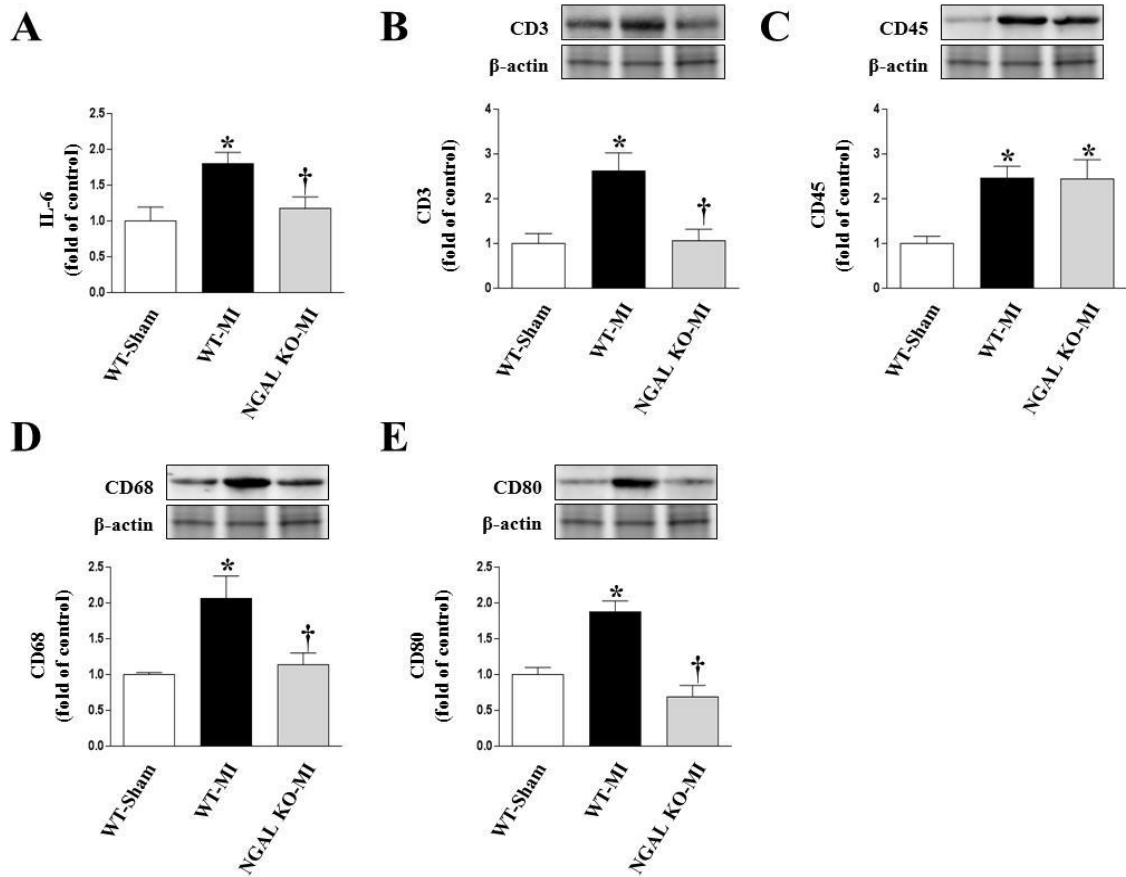 A
IL-6
(fold of control)
2.5
2.0
1.5
1.0
0.5
0.0
*
†
WT-Sham
WT-MI
NGAL KO-MI
B
CD3
β-actin
CD3
(fold of control)
4
3
2
1
0
*
†
WT-Sham
WT-MI
NGAL KO-MI
C
CD45
β-actin
CD45
(fold of control)
4
3
2
1
0
*
*
WT-Sham
WT-MI
NGAL KO-MI
D
CD68
β-actin
CD68
(fold of control)
2.5
2.0
1.5
1.0
0.5
0.0
*
†
WT-Sham
WT-MI
NGAL KO-MI
E
CD80
β-actin
CD80
(fold of control)
2.5
2.0
1.5
1.0
0.5
0.0
*
†
WT-Sham
WT-MI
NGAL KO-MI